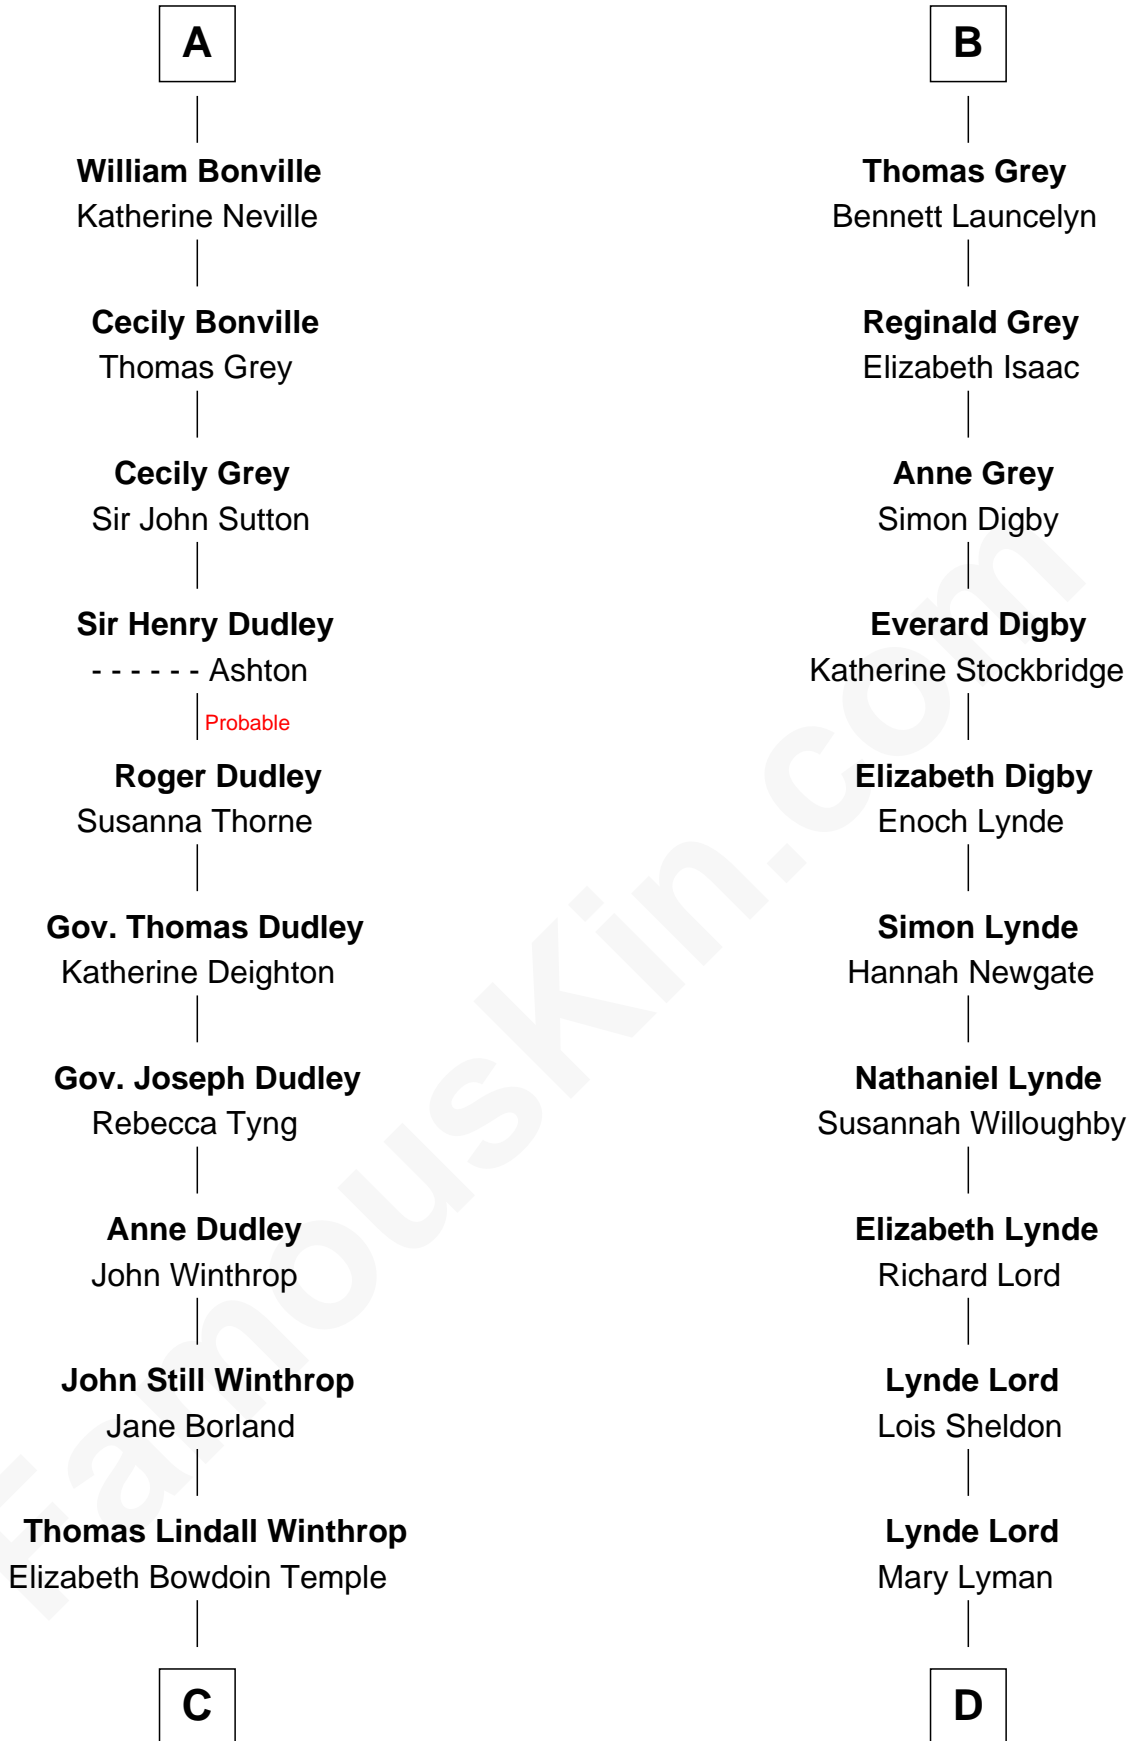 A
William Bonville
Katherine Neville
Cecily Bonville
Thomas Grey
Cecily Grey
Sir John Sutton
Sir Henry Dudley
- - - - - - Ashton
Probable
Roger Dudley
Susanna Thorne
Gov. Thomas Dudley
Katherine Deighton
Gov. Joseph Dudley
Rebecca Tyng
Anne Dudley
John Winthrop
John Still Winthrop
Jane Borland
Thomas Lindall Winthrop
Elizabeth Bowdoin Temple
C
B
Thomas Grey
Bennett Launcelyn
Reginald Grey
Elizabeth Isaac
Anne Grey
Simon Digby
Everard Digby
Katherine Stockbridge
Elizabeth Digby
Enoch Lynde
Simon Lynde
Hannah Newgate
Nathaniel Lynde
Susannah Willoughby
Elizabeth Lynde
Richard Lord
Lynde Lord
Lois Sheldon
Lynde Lord
Mary Lyman
D
FamousKin.com